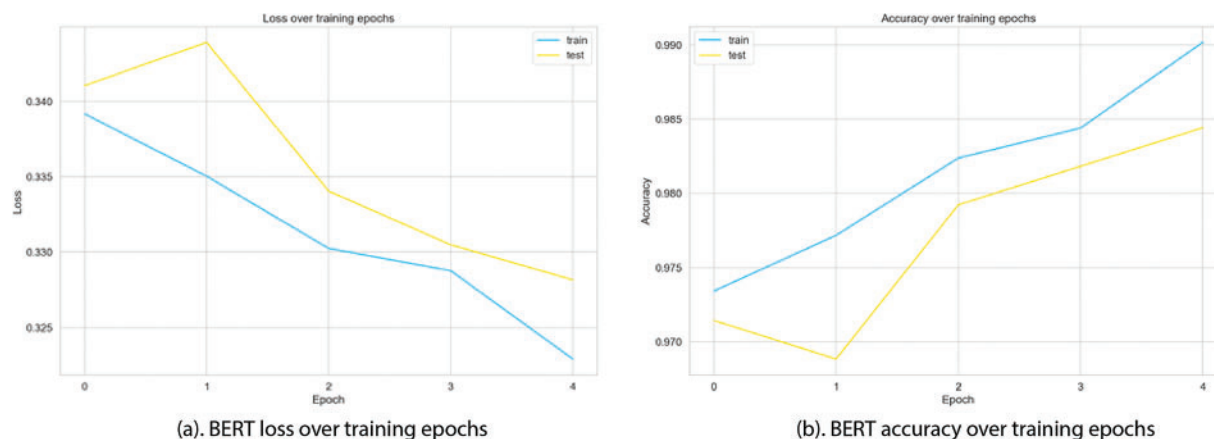 Loss over training epochs
train
test
0.340
0.335
0.330
0.325
Loss
0 1 2 3 4
Epoch
(a). BERT loss over training epochs
Accuracy over training epochs
train
test
0.990
0.985
0.980
0.975
0.970
Accuracy
0 1 2 3 4
Epoch
(b). BERT accuracy over training epochs